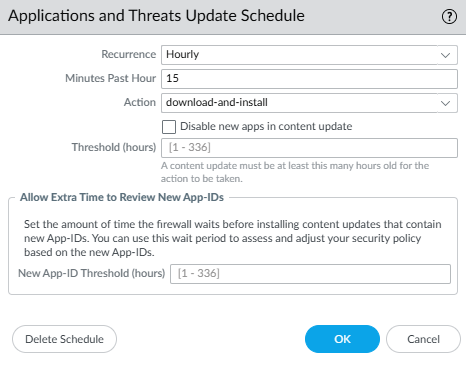 Applications and Threats Update Schedule
Recurrence Hourly
Minutes Past Hour 15
Action download-and-install
Disable new apps in content update
Threshold (hours) [1 - 336]
A content update must be at least this many hours old for the
action to be taken.
Allow Extra Time to Review New App-IDs
Set the amount of time the firewall waits before installing content updates that contain
new App-IDs. You can use this wait period to assess and adjust your security policy
based on the new App-IDs.
New App-ID Threshold (hours) [1 - 336]
Delete Schedule OK Cancel